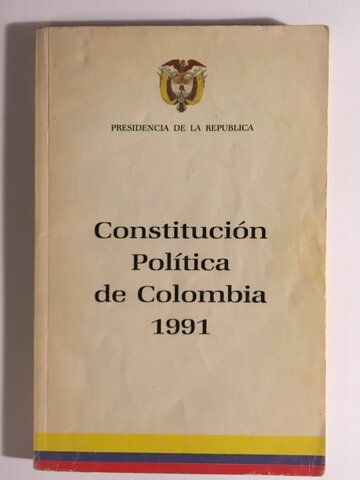 PRESIDENCIA DE LA REPUBLICA
Constitución
Política
de Colombia
1991